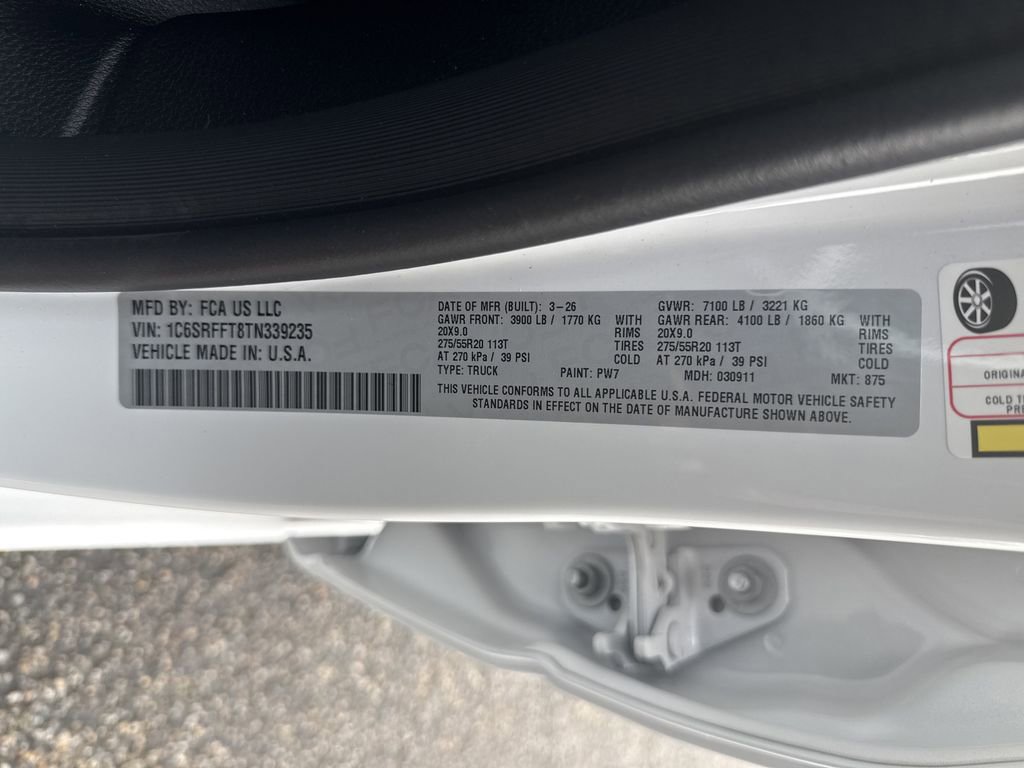 MFD BY: FCA US LLC
VIN: 1C6SRFFT8TN339235
VEHICLE MADE IN: U.S.A.
DATE OF MFR (BUILT): 3-26
GAWR FRONT: 3900 LB / 1770 KG WITH
20X9.0 RIMS
275/55R20 113T TIRES
AT 270 kPa / 39 PSI COLD
TYPE: TRUCK PAINT: PW7
GVWR: 7100 LB / 3221 KG
GAWR REAR: 4100 LB / 1860 KG WITH
20X9.0 RIMS
275/55R20 113T TIRES
AT 270 kPa / 39 PSI COLD
MDH: 030911 MKT: 875
THIS VEHICLE CONFORMS TO ALL APPLICABLE U.S.A. FEDERAL MOTOR VEHICLE SAFETY
STANDARDS IN EFFECT ON THE DATE OF MANUFACTURE SHOWN ABOVE.
ORIGINA
COLD T
PRE